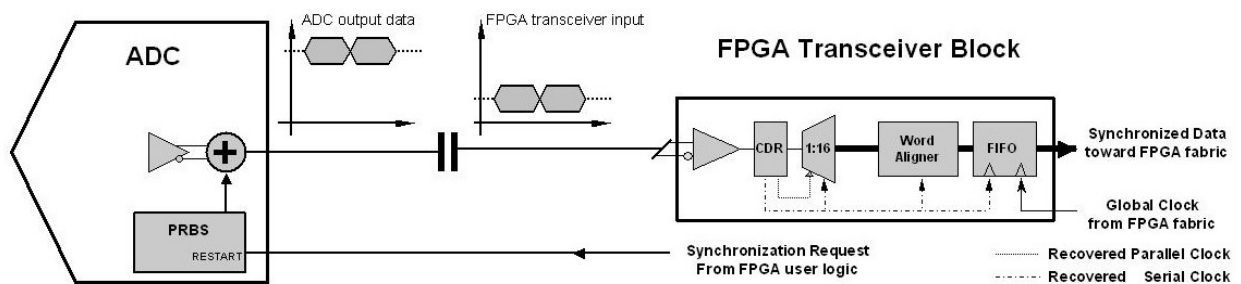 ADC output data
FPGA transceiver input
ADC
FPGA Transceiver Block
CDR
1:16
Word
Aligner
FIFO
Synchronized Data
toward FPGA fabric
PRBS
RESTART
Global Clock
from FPGA fabric
Synchronization Request
From FPGA user logic
Recovered Parallel Clock
Recovered Serial Clock